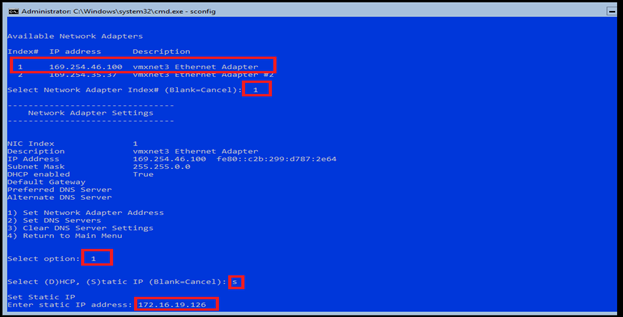 Administrator: C:\Windows\system32\cmd.exe - sconfig
Available Network Adapters
Index# IP address Description
1 169.254.46.100 vmxnet3 Ethernet Adapter
2 169.254.35.37 vmxnet3 Ethernet Adapter #2
Select Network Adapter Index# (Blank=Cancel): 1
-------------------------------
Network Adapter Settings
-------------------------------
NIC Index 1
Description vmxnet3 Ethernet Adapter
IP Address 169.254.46.100 fe80::c2b:299:d787:2e64
Subnet Mask 255.255.0.0
DHCP enabled True
Default Gateway
Preferred DNS Server
Alternate DNS Server
1) Set Network Adapter Address
2) Set DNS Servers
3) Clear DNS Server Settings
4) Return to Main Menu
Select option: 1
Select (D)HCP, (S)tatic IP (Blank=Cancel): s
Set Static IP
Enter static IP address: 172.16.19.126